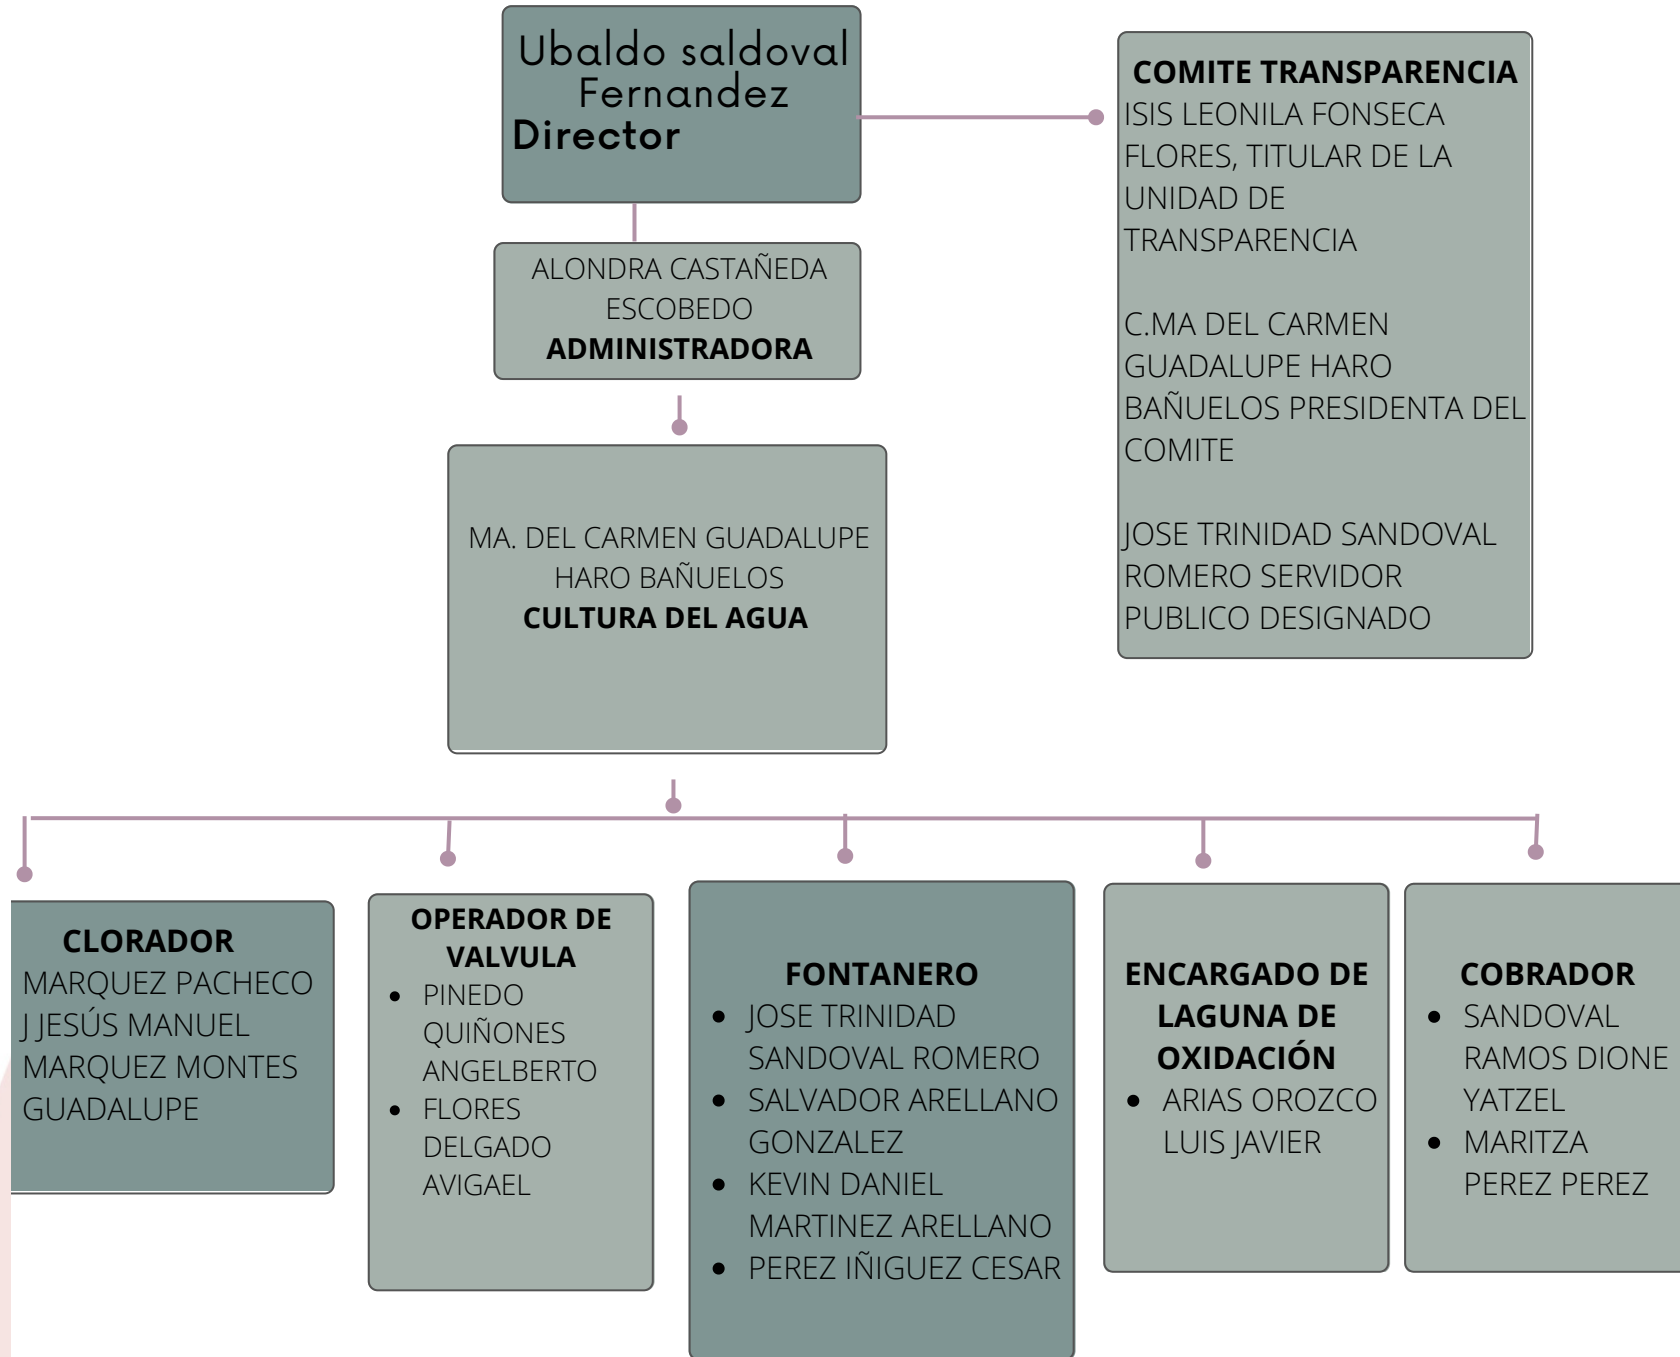 Ubaldo saldoval
Fernandez
Director
COMITE TRANSPARENCIA
ISIS LEONILA FONSECA
FLORES, TITULAR DE LA
UNIDAD DE
TRANSPARENCIA
C.MA DEL CARMEN
GUADALUPE HARO
BAÑUELOS PRESIDENTA DEL
COMITE
JOSE TRINIDAD SANDOVAL
ROMERO SERVIDOR
PUBLICO DESIGNADO
ALONDRA CASTAÑEDA
ESCOBEDO
ADMINISTRADORA
MA. DEL CARMEN GUADALUPE
HARO BAÑUELOS
CULTURA DEL AGUA
CLORADOR
MARQUEZ PACHECO
J JESÚS MANUEL
MARQUEZ MONTES
GUADALUPE
OPERADOR DE
VALVULA
• PINEDO
QUIÑONES
ANGELBERTO
• FLORES
DELGADO
AVIGAEL
FONTANERO
• JOSE TRINIDAD
SANDOVAL ROMERO
• SALVADOR ARELLANO
GONZALEZ
• KEVIN DANIEL
MARTINEZ ARELLANO
• PEREZ IÑIGUEZ CESAR
ENCARGADO DE
LAGUNA DE
OXIDACIÓN
• ARIAS OROZCO
LUIS JAVIER
COBRADOR
• SANDOVAL
RAMOS DIONE
YATZEL
• MARITZA
PEREZ PEREZ